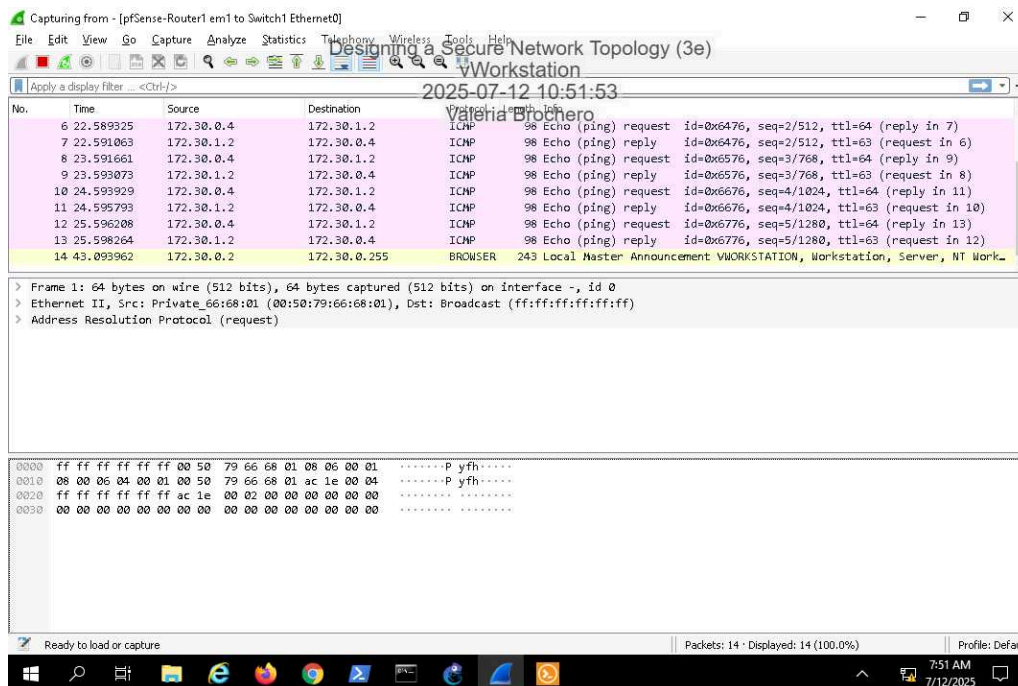 Capturing from - [pfSense-Router1 em1 to Switch1 Ethernet0]
File Edit View Go Capture Analyze Statistics Telephony Wireless Tools Help
Designing a Secure Network Topology (3e)
vWorkstation
2025-07-12 10:51:53
Valeria Brochero
Apply a display filter ... <Ctrl-/>
No. Time Source Destination Protocol Length Info
6 22.589325 172.30.0.4 172.30.1.2 ICMP 98 Echo (ping) request id=0x6476, seq=2/512, ttl=64 (reply in 7)
7 22.591063 172.30.1.2 172.30.0.4 ICMP 98 Echo (ping) reply id=0x6476, seq=2/512, ttl=63 (request in 6)
8 23.591661 172.30.0.4 172.30.1.2 ICMP 98 Echo (ping) request id=0x6576, seq=3/768, ttl=64 (reply in 9)
9 23.593073 172.30.1.2 172.30.0.4 ICMP 98 Echo (ping) reply id=0x6576, seq=3/768, ttl=63 (request in 8)
10 24.593929 172.30.0.4 172.30.1.2 ICMP 98 Echo (ping) request id=0x6676, seq=4/1024, ttl=64 (reply in 11)
11 24.595793 172.30.1.2 172.30.0.4 ICMP 98 Echo (ping) reply id=0x6676, seq=4/1024, ttl=63 (request in 10)
12 25.596208 172.30.0.4 172.30.1.2 ICMP 98 Echo (ping) request id=0x6776, seq=5/1280, ttl=64 (reply in 13)
13 25.598264 172.30.1.2 172.30.0.4 ICMP 98 Echo (ping) reply id=0x6776, seq=5/1280, ttl=63 (request in 12)
14 43.093962 172.30.0.2 172.30.0.255 BROWSER 243 Local Master Announcement VWORKSTATION, Workstation, Server, NT Work…
> Frame 1: 64 bytes on wire (512 bits), 64 bytes captured (512 bits) on interface -, id 0
> Ethernet II, Src: Private_66:68:01 (00:50:79:66:68:01), Dst: Broadcast (ff:ff:ff:ff:ff:ff)
> Address Resolution Protocol (request)
0000 ff ff ff ff ff ff 00 50 79 66 68 01 08 06 00 01 ·······P yfh·····
0010 08 00 06 04 00 01 00 50 79 66 68 01 ac 1e 00 04 ·······P yfh·····
0020 ff ff ff ff ff ff ac 1e 00 02 00 00 00 00 00 00 ········ ········
0030 00 00 00 00 00 00 00 00 00 00 00 00 00 00 00 00 ········ ········
Ready to load or capture Packets: 14 · Displayed: 14 (100.0%) Profile: Defau
7:51 AM
7/12/2025